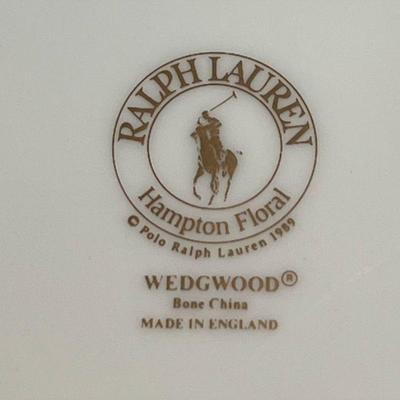 RALPH LAUREN
Hampton Floral
© Polo Ralph Lauren 1989
WEDGWOOD®
Bone China
MADE IN ENGLAND